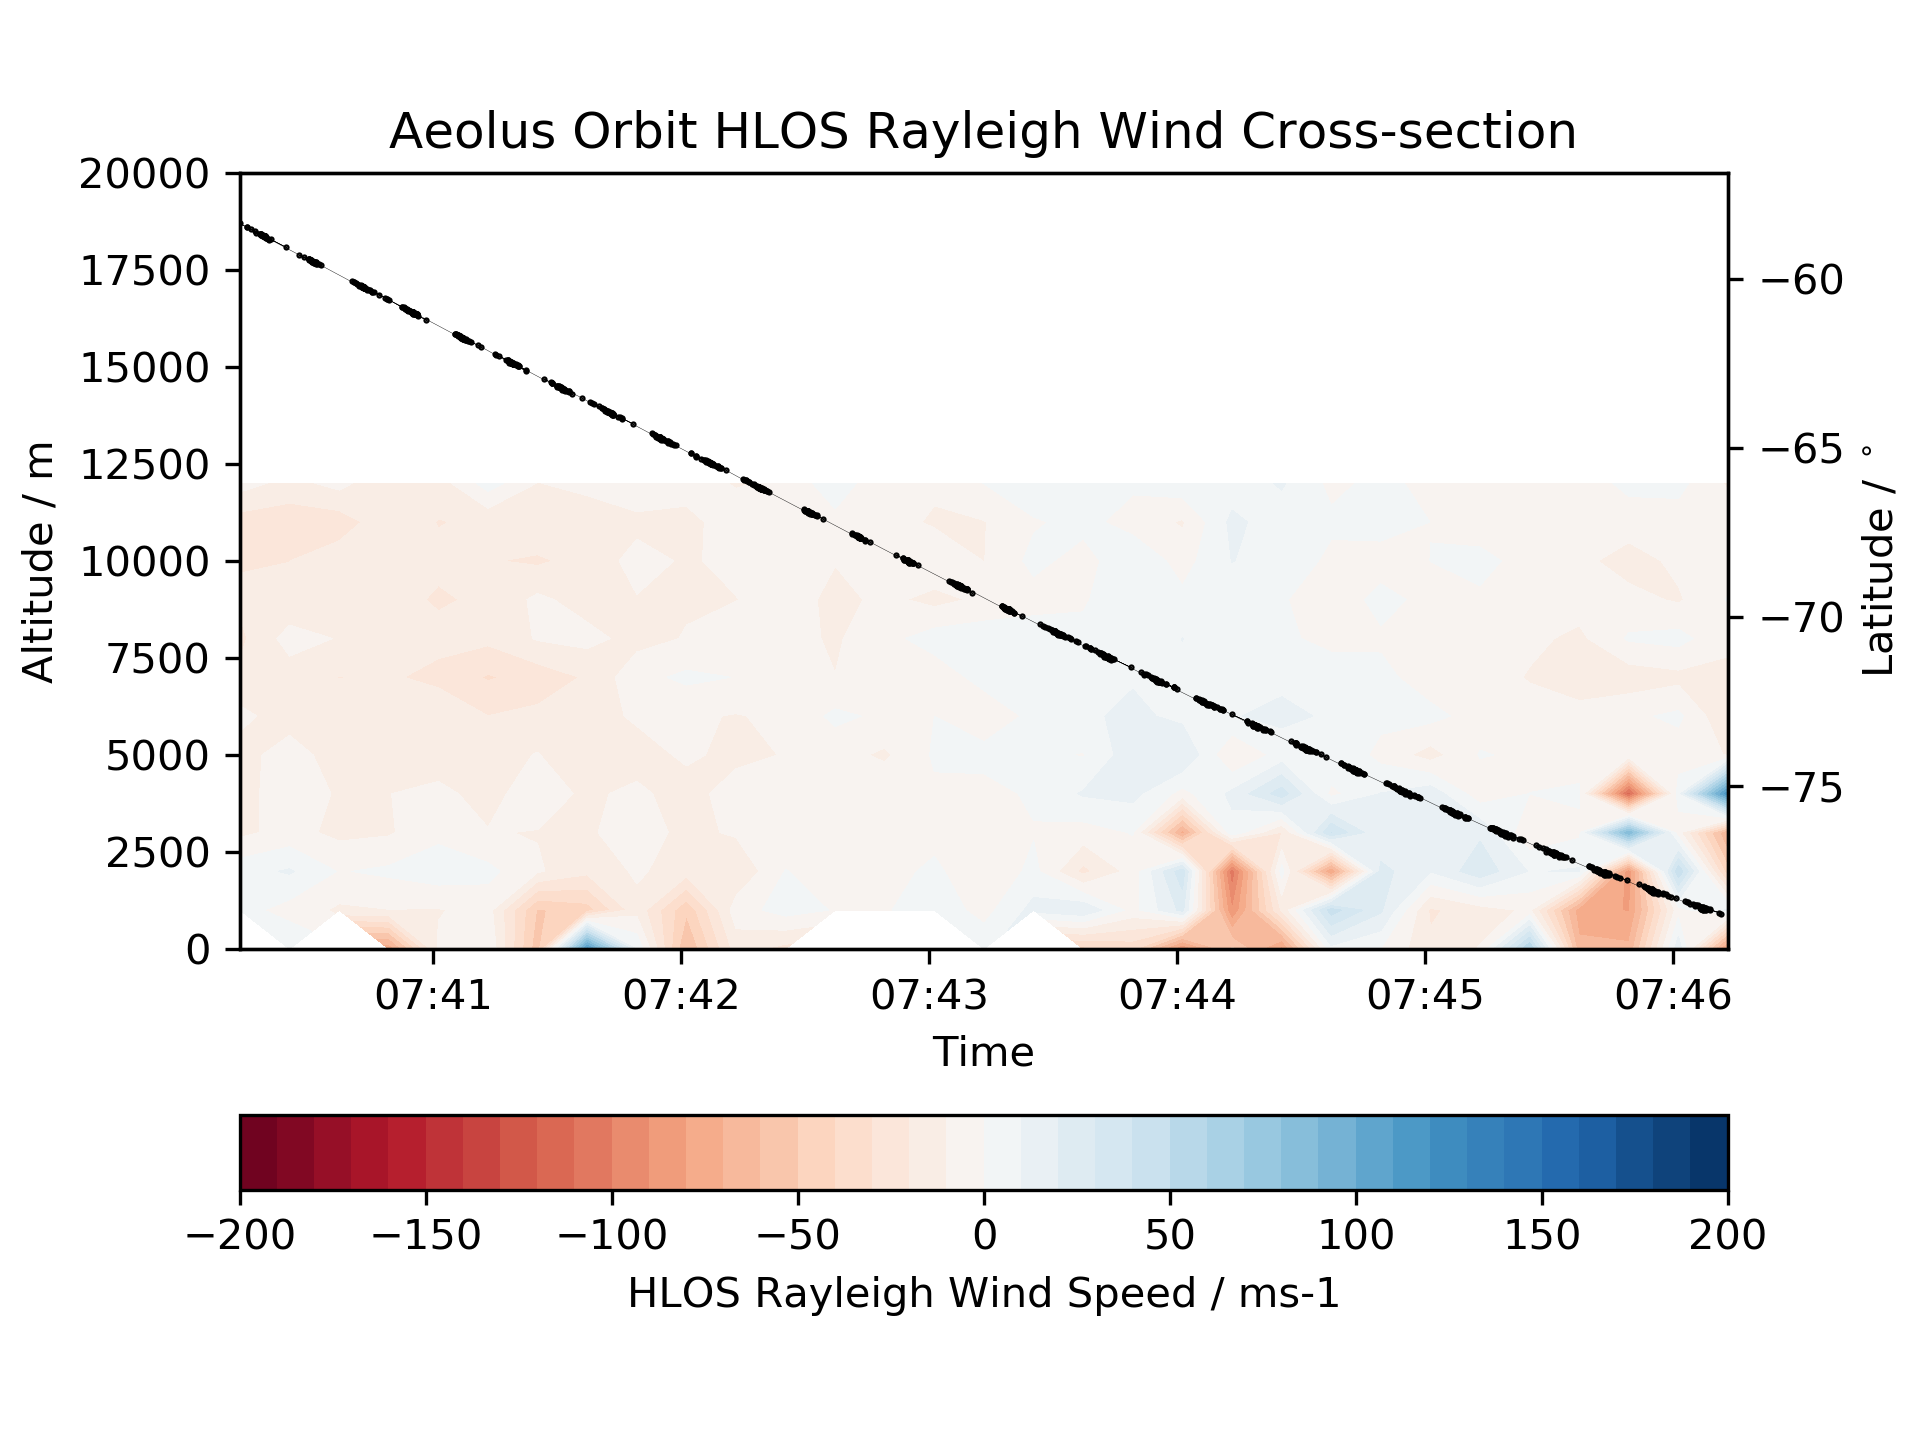 Aeolus Orbit HLOS Rayleigh Wind Cross-section
20000
17500
15000
12500
10000
7500
5000
2500
0
Altitude / m
−60
−65
−70
−75
Latitude / °
07:41 07:42 07:43 07:44 07:45 07:46
Time
−200 −150 −100 −50 0 50 100 150 200
HLOS Rayleigh Wind Speed / ms-1